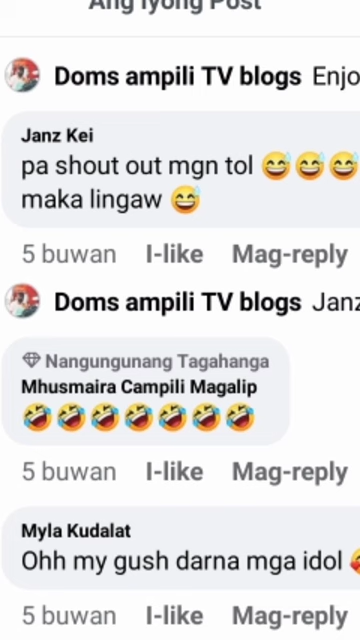 Ang Iyong Post
Doms ampili TV blogs Enjo
Janz Kei
pa shout out mgn tol 😅😅😅
maka lingaw 😅
5 buwan I-like Mag-reply
Doms ampili TV blogs Janz
Nangungunang Tagahanga
Mhusmaira Campili Magalip
🤣🤣🤣🤣🤣🤣🤣
5 buwan I-like Mag-reply
Myla Kudalat
Ohh my gush darna mga idol
5 buwan I-like Mag-reply